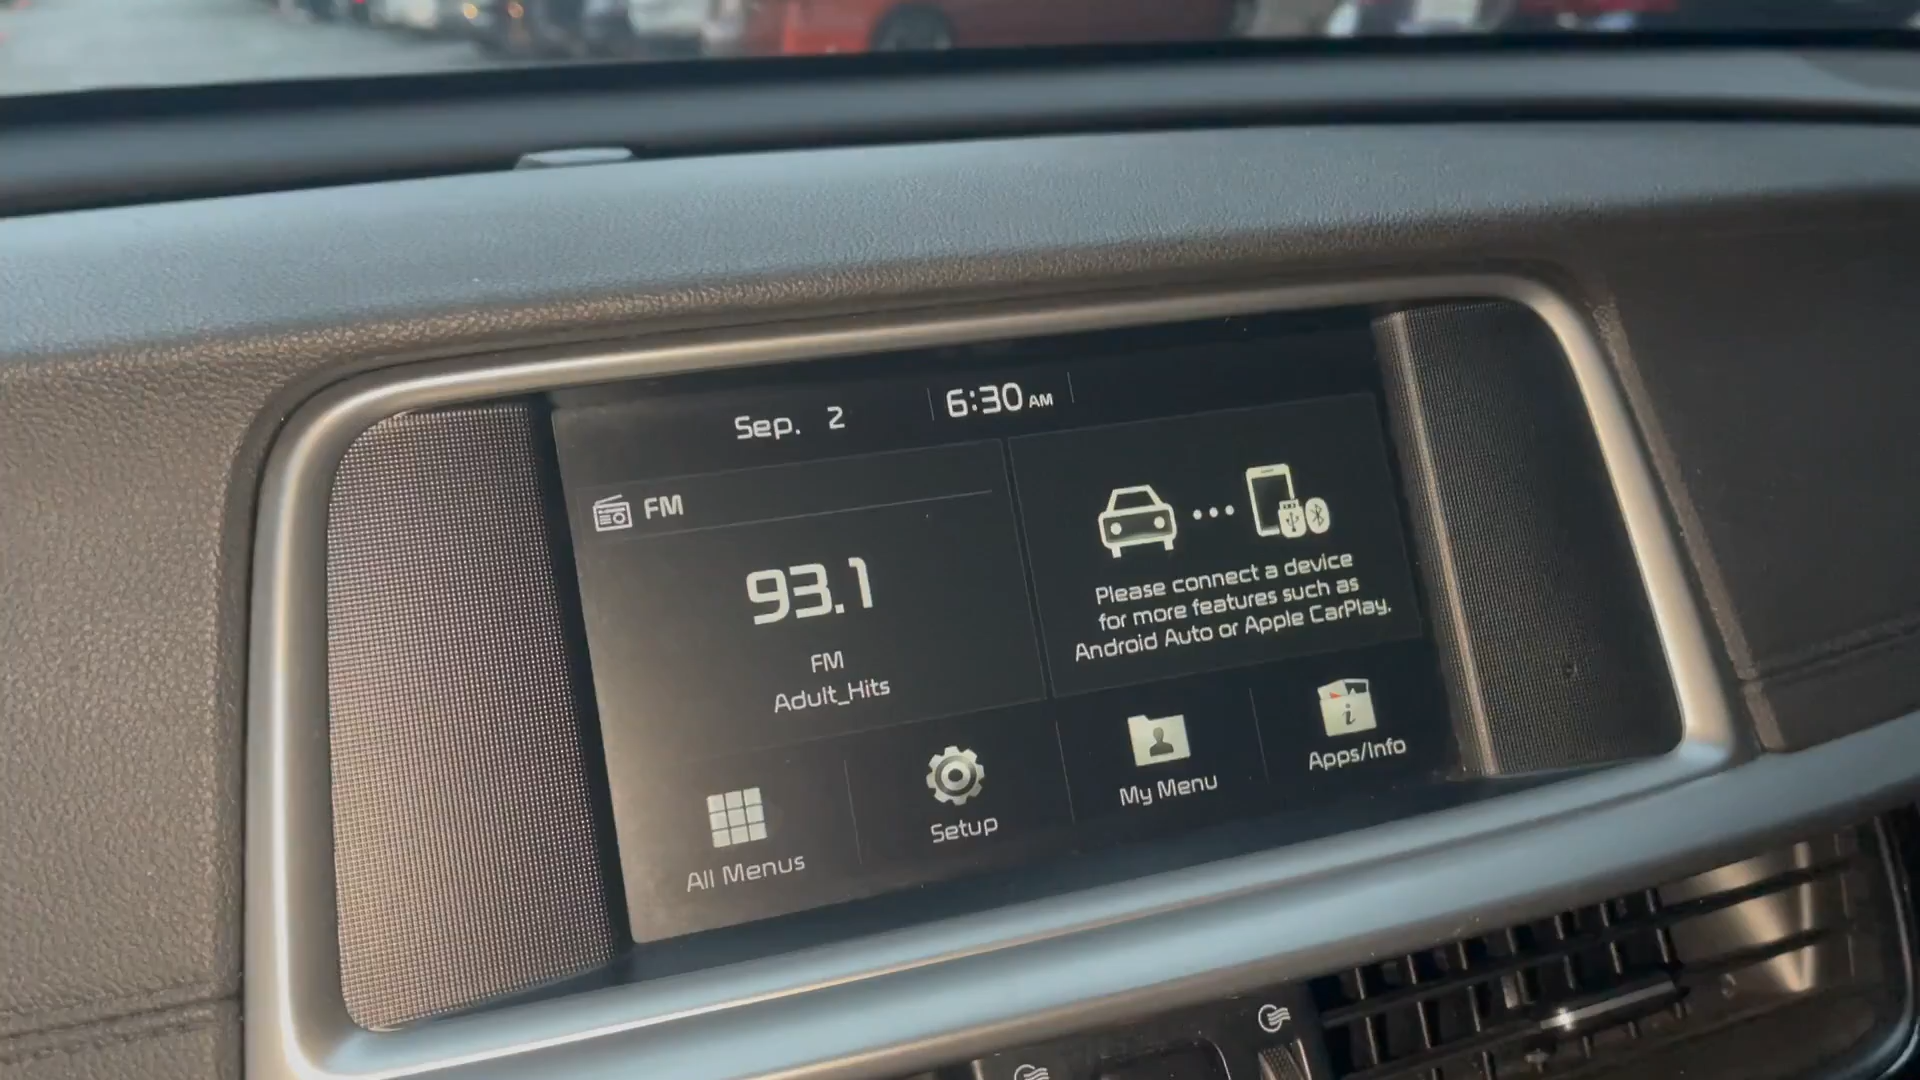 Sep. 2
6:30 AM
FM
93.1
FM
Adult_Hits
Please connect a device
for more features such as
Android Auto or Apple CarPlay.
All Menus
Setup
My Menu
Apps/Info